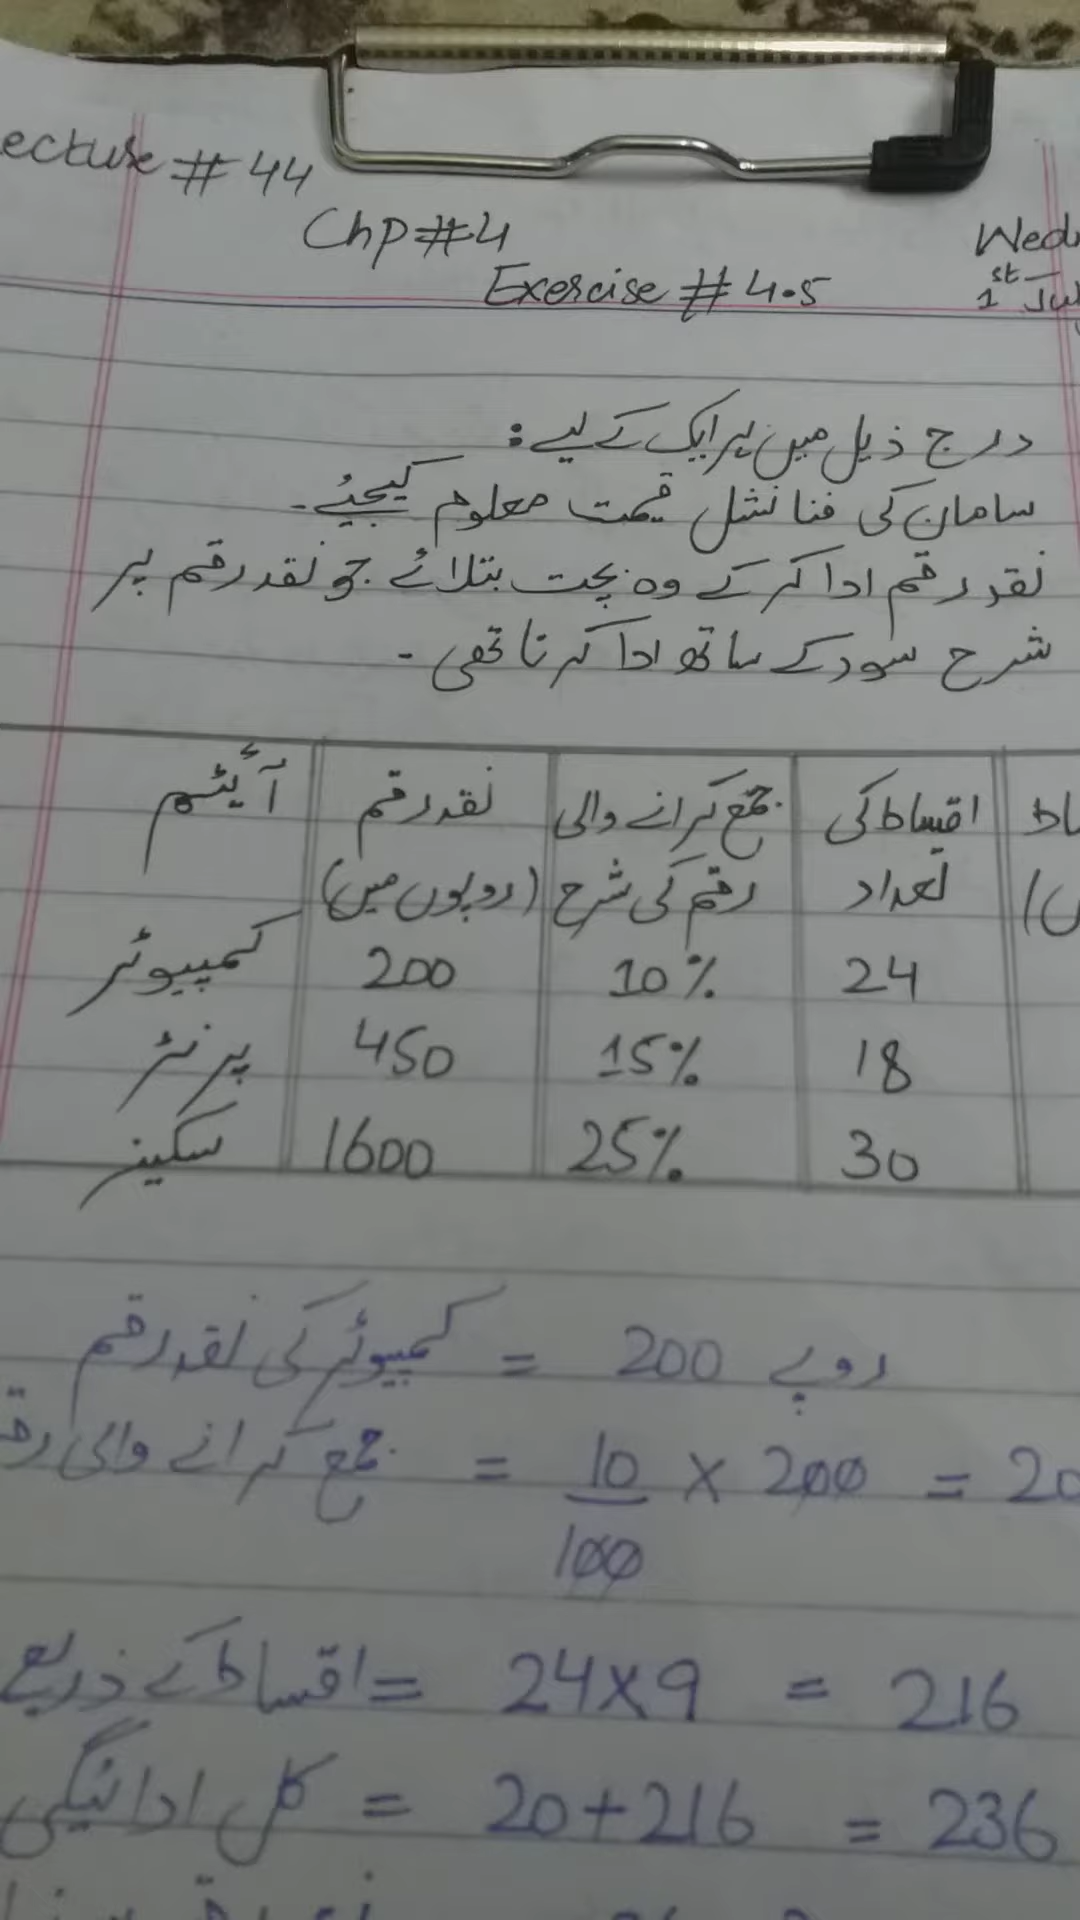 ecture # 44
Chp#4
Wed
Exercise # 4.5
1st Jul
درج ذیل میں ہر ایک کے لیے:
سامان کی فنانشل قیمت معلوم کیجیے۔
نقد رقم ادا کر کے وہ بچت بتلائے جو نقد رقم پر
شرح سود کے ساتھ ادا کرنا تھی۔
آئیٹم نقد رقم جمع کرانے والی اقساط کی ساط
(روپوں میں) رقم کی شرح تعداد
کمپیوٹر 200 10% 24
پرنٹر 450 15% 18
سکینر 1600 25% 30
کمپیوٹر کی نقد رقم = 200 روپے
جمع کرانے والی رق = 10/100 × 200 = 20
اقساط کے ذریعے = 24×9 = 216
کل ادائیگی = 20+216 = 236